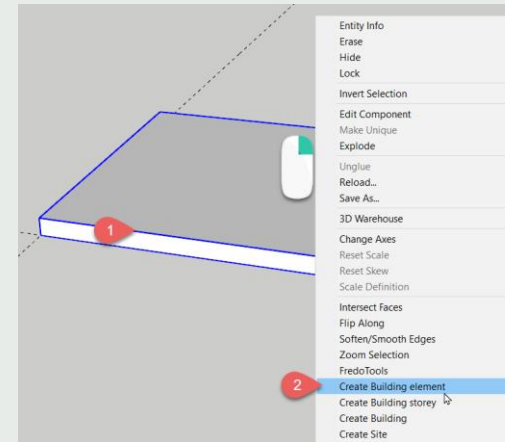 Entity Info
Erase
Hide
Lock
Invert Selection
Edit Component
Make Unique
Explode
Unglue
Reload...
Save As...
3D Warehouse
Change Axes
Reset Scale
Reset Skew
Scale Definition
Intersect Faces
Flip Along
Soften/Smooth Edges
Zoom Selection
FredoTools
Create Building element
Create Building storey
Create Building
Create Site
1
2